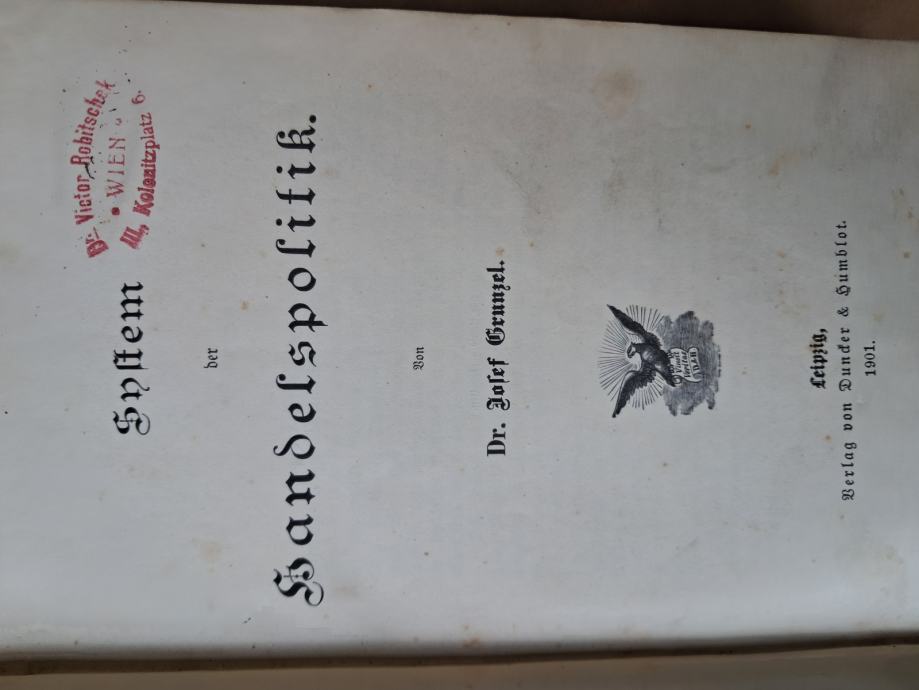 Dr. Victor Robitschek
WIEN
III, Kolonitzplatz 6.
System
der
Handelspolitik.
Von
Dr. Josef Grunzel.
Leipzig,
Verlag von Duncker & Humblot.
1901.